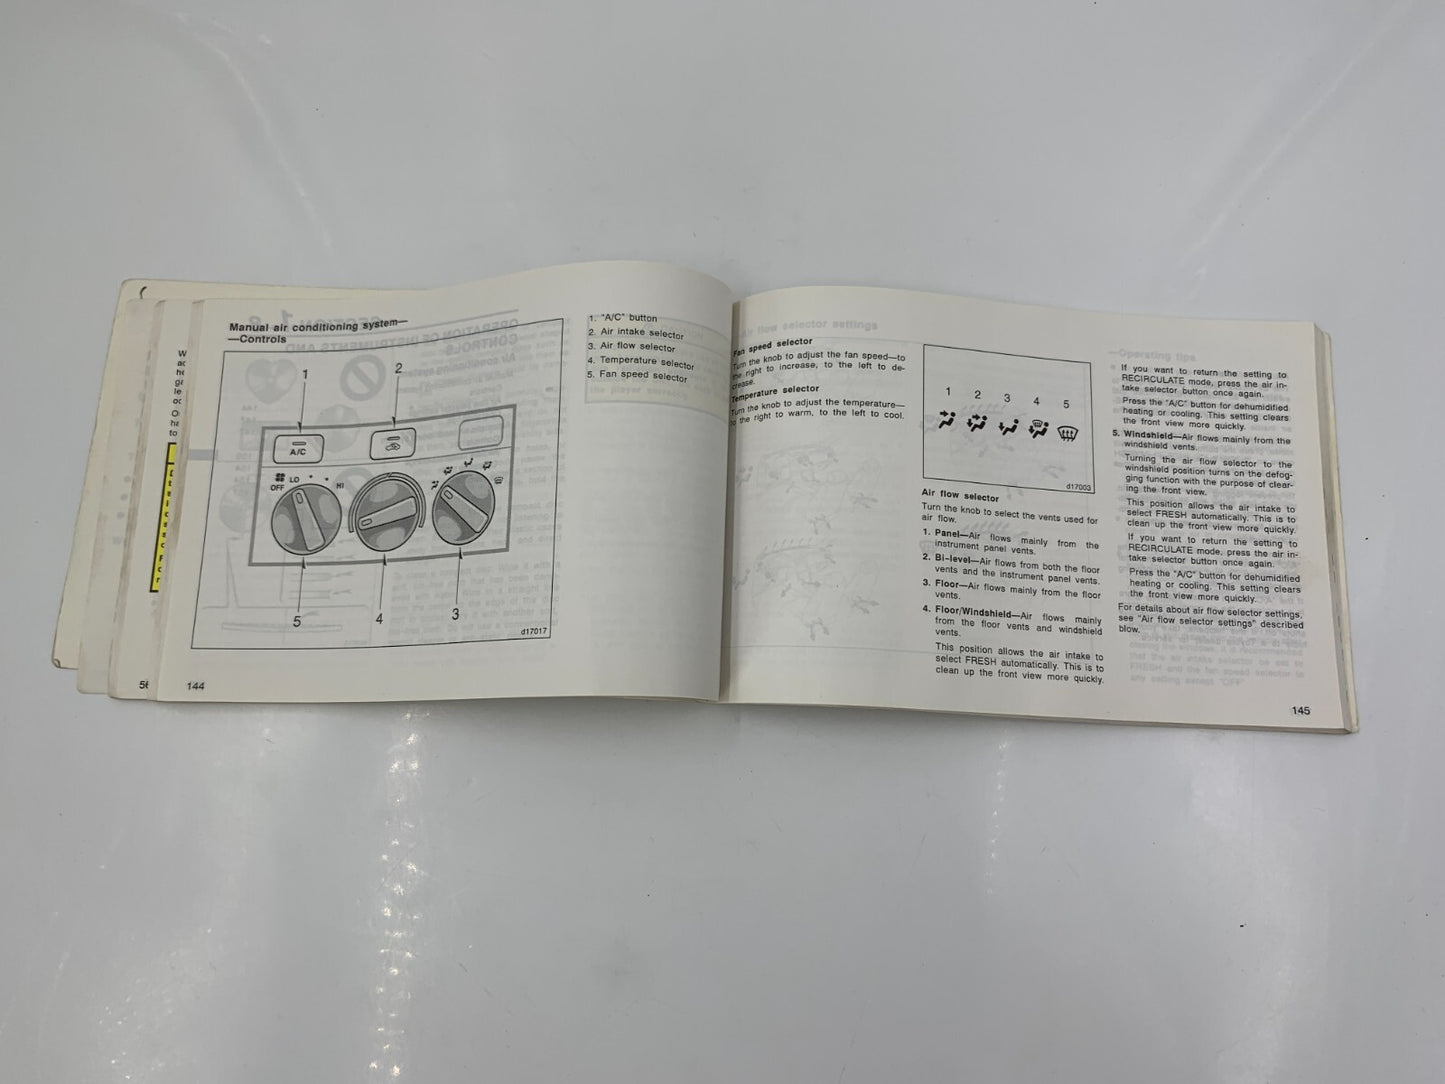 Manual air conditioning system—
—Controls
1
2
A/C
OFF
LO
HI
5
4
3
d17017
1. "A/C" button
2. Air intake selector
3. Air flow selector
4. Temperature selector
5. Fan speed selector
56
144
Fan speed selector
Turn the knob to adjust the fan speed—to
the right to increase, to the left to de-
crease.
Temperature selector
Turn the knob to adjust the temperature—
to the right to warm, to the left to cool.
1 2 3 4 5
d17003
Air flow selector
Turn the knob to select the vents used for
air flow.
1. Panel—Air flows mainly from the
instrument panel vents.
2. Bi-level—Air flows from both the floor
vents and the instrument panel vents.
3. Floor—Air flows mainly from the floor
vents.
4. Floor/Windshield—Air flows mainly
from the floor vents and windshield
vents.
This position allows the air intake to
select FRESH automatically. This is to
clean up the front view more quickly.
If you want to return the setting to
RECIRCULATE mode, press the air in-
take selector button once again.
Press the "A/C" button for dehumidified
heating or cooling. This setting clears
the front view more quickly.
5. Windshield—Air flows mainly from the
windshield vents.
Turning the air flow selector to the
windshield position turns on the defog-
ging function with the purpose of clear-
ing the front view.
This position allows the air intake to
select FRESH automatically. This is to
clean up the front view more quickly.
If you want to return the setting to
RECIRCULATE mode, press the air in-
take selector button once again.
Press the "A/C" button for dehumidified
heating or cooling. This setting clears
the front view more quickly.
For details about air flow selector settings,
see "Air flow selector settings" described
blow.
145